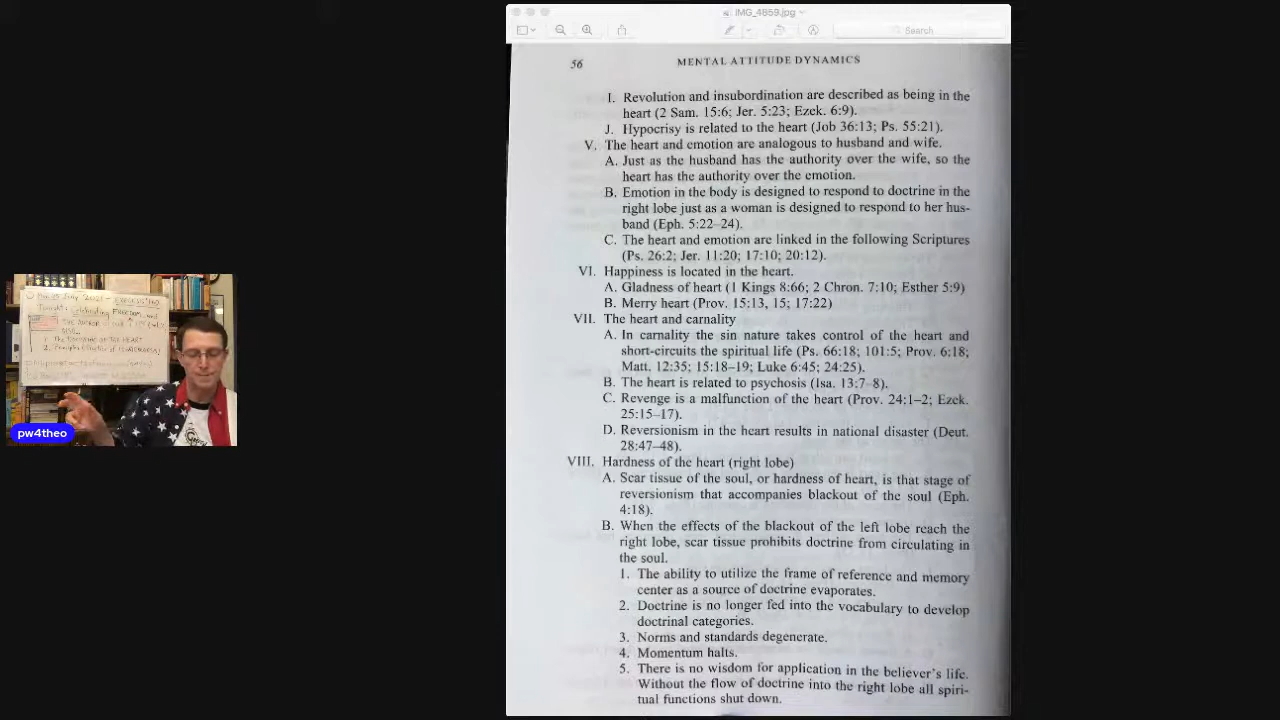 IMG_4859.jpg
Search
56 MENTAL ATTITUDE DYNAMICS
I. Revolution and insubordination are described as being in the
heart (2 Sam. 15:6; Jer. 5:23; Ezek. 6:9).
J. Hypocrisy is related to the heart (Job 36:13; Ps. 55:21).
V. The heart and emotion are analogous to husband and wife.
A. Just as the husband has the authority over the wife, so the
heart has the authority over the emotion.
B. Emotion in the body is designed to respond to doctrine in the
right lobe just as a woman is designed to respond to her hus-
band (Eph. 5:22–24).
C. The heart and emotion are linked in the following Scriptures
(Ps. 26:2; Jer. 11:20; 17:10; 20:12).
VI. Happiness is located in the heart.
A. Gladness of heart (1 Kings 8:66; 2 Chron. 7:10; Esther 5:9)
B. Merry heart (Prov. 15:13, 15; 17:22)
VII. The heart and carnality
A. In carnality the sin nature takes control of the heart and
short-circuits the spiritual life (Ps. 66:18; 101:5; Prov. 6:18;
Matt. 12:35; 15:18–19; Luke 6:45; 24:25).
B. The heart is related to psychosis (Isa. 13:7–8).
C. Revenge is a malfunction of the heart (Prov. 24:1–2; Ezek.
25:15–17).
D. Reversionism in the heart results in national disaster (Deut.
28:47–48).
VIII. Hardness of the heart (right lobe)
A. Scar tissue of the soul, or hardness of heart, is that stage of
reversionism that accompanies blackout of the soul (Eph.
4:18).
B. When the effects of the blackout of the left lobe reach the
right lobe, scar tissue prohibits doctrine from circulating in
the soul.
1. The ability to utilize the frame of reference and memory
center as a source of doctrine evaporates.
2. Doctrine is no longer fed into the vocabulary to develop
doctrinal categories.
3. Norms and standards degenerate.
4. Momentum halts.
5. There is no wisdom for application in the believer's life.
Without the flow of doctrine into the right lobe all spiri-
tual functions shut down.
pw4theo